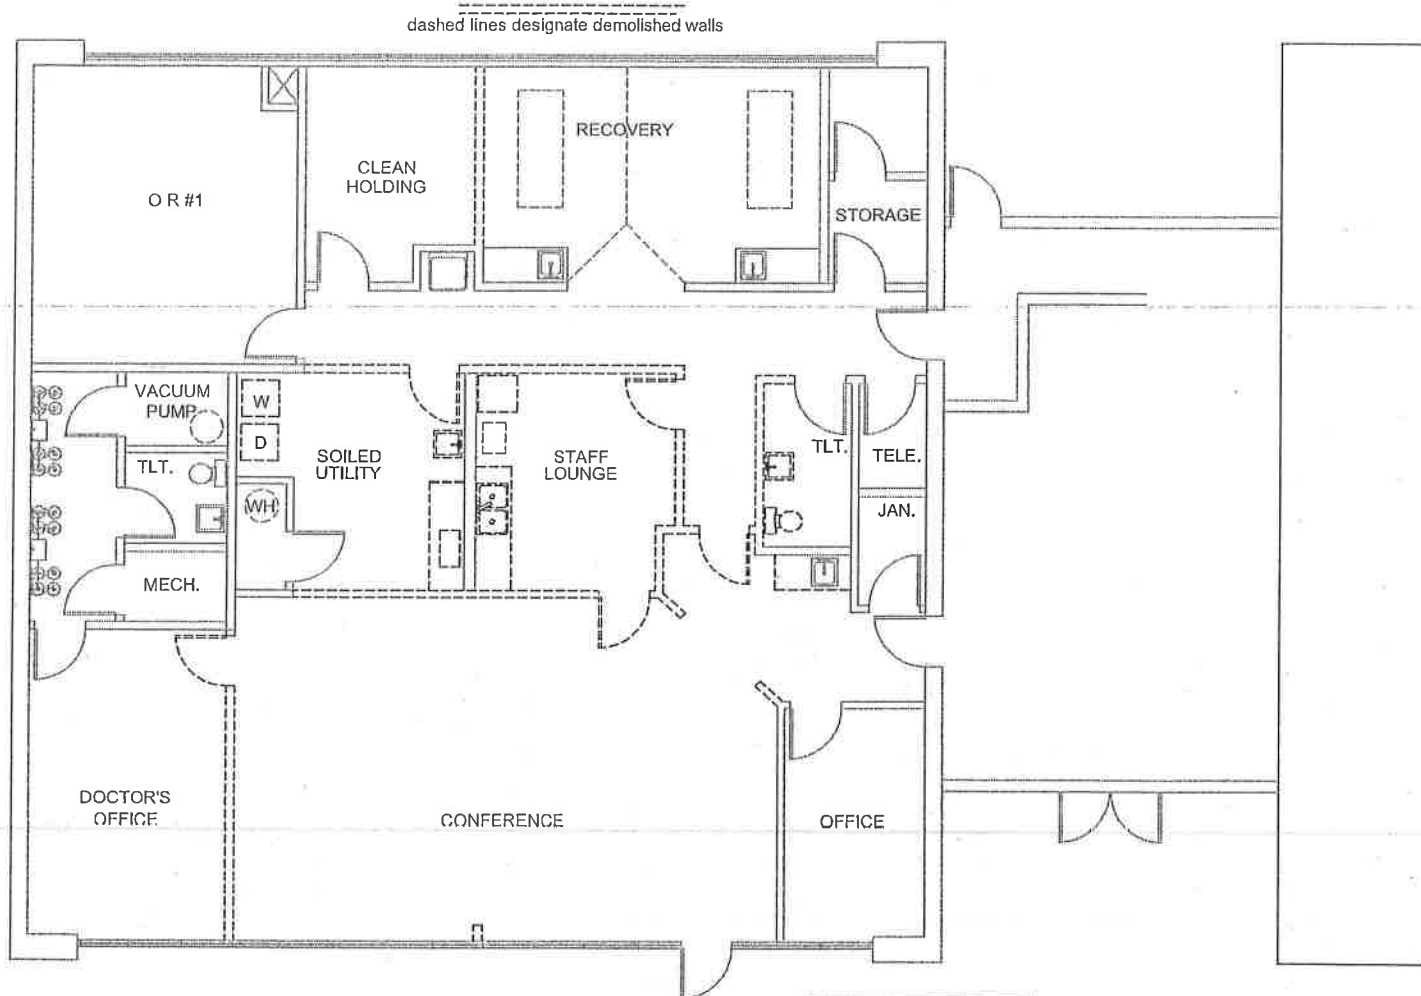 dashed lines designate demolished walls
RECOVERY
CLEAN
HOLDING
O R #1
STORAGE
VACUUM
PUMP
W
D
TLT.
SOILED
UTILITY
STAFF
LOUNGE
TLT.
TELE.
WH
JAN.
MECH.
DOCTOR'S
OFFICE
CONFERENCE
OFFICE